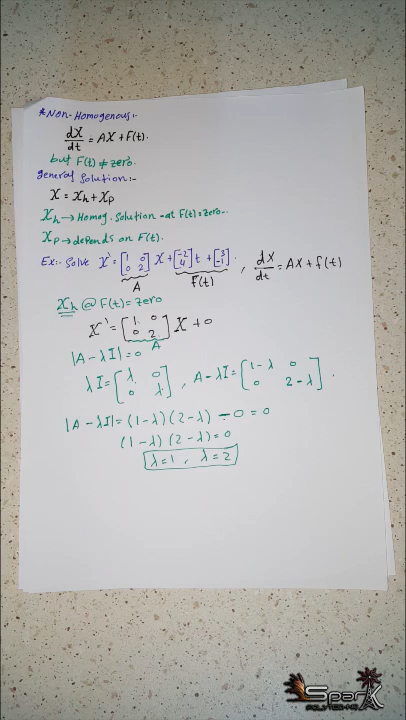 *Non-Homogenous:-
dX/dt = AX + F(t).
but F(t) ≠ zero.
general solution:-
X = Xh + Xp
Xh → Homog. Solution at F(t)=zero.
Xp → depends on F(t).
Ex:- Solve X' = [1 0; 0 2] X + [-2; 4] t + [3; -1] , dX/dt = AX + f(t)
A F(t)
Xh @ F(t) = zero
X' = [1 0; 0 2] X + 0
|A-λI| = 0 A
λI = [λ 0; 0 λ] , A-λI = [1-λ 0; 0 2-λ] .
|A-λI| = (1-λ)(2-λ) - 0 = 0
(1-λ)(2-λ) = 0
λ=1 , λ=2
Spark